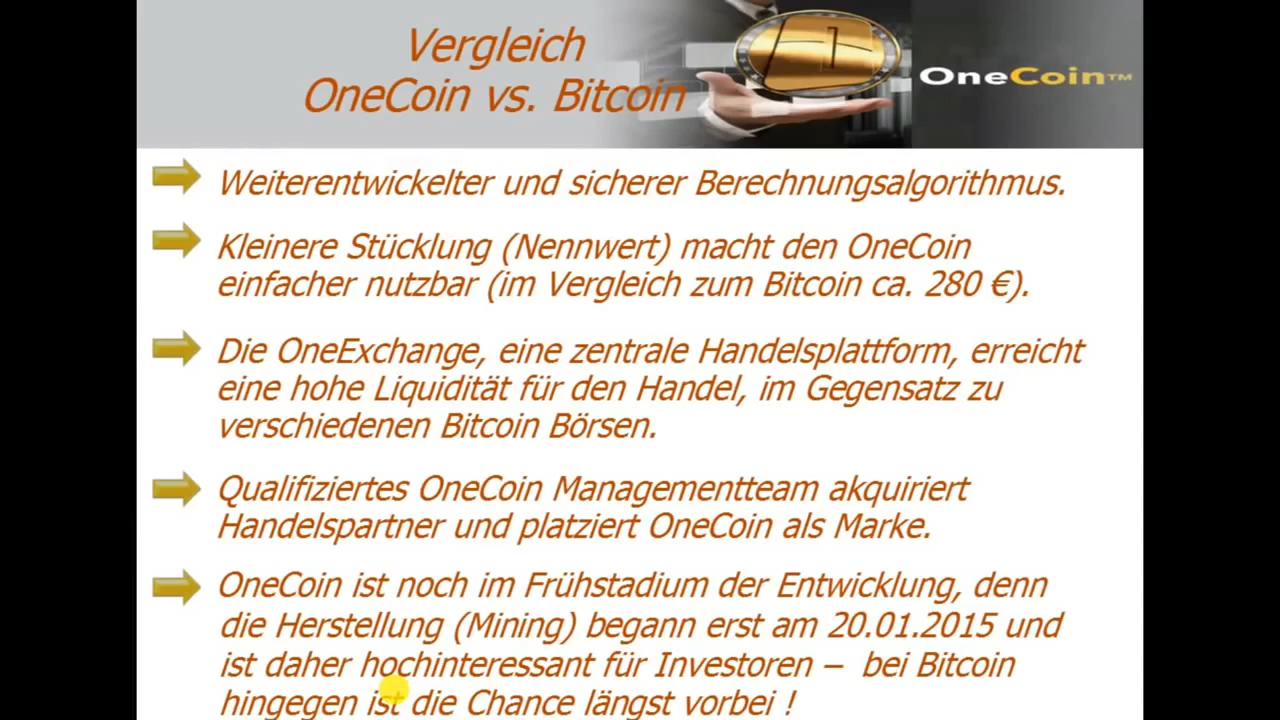 Vergleich
OneCoin vs. Bitcoin
OneCoin™
Weiterentwickelter und sicherer Berechnungsalgorithmus.
Kleinere Stücklung (Nennwert) macht den OneCoin
einfacher nutzbar (im Vergleich zum Bitcoin ca. 280 €).
Die OneExchange, eine zentrale Handelsplattform, erreicht
eine hohe Liquidität für den Handel, im Gegensatz zu
verschiedenen Bitcoin Börsen.
Qualifiziertes OneCoin Managementteam akquiriert
Handelspartner und platziert OneCoin als Marke.
OneCoin ist noch im Frühstadium der Entwicklung, denn
die Herstellung (Mining) begann erst am 20.01.2015 und
ist daher hochinteressant für Investoren – bei Bitcoin
hingegen ist die Chance längst vorbei !